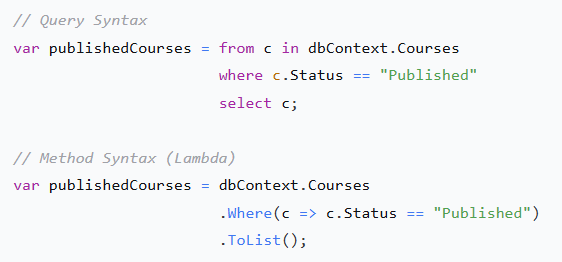 // Query Syntax
var publishedCourses = from c in dbContext.Courses
                       where c.Status == "Published"
                       select c;

// Method Syntax (Lambda)
var publishedCourses = dbContext.Courses
                       .Where(c => c.Status == "Published")
                       .ToList();